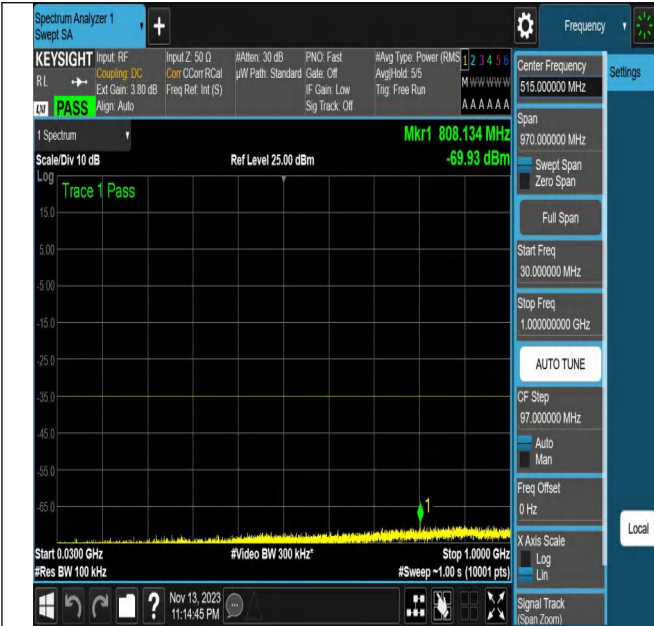 Spectrum Analyzer 1
Swept SA
Frequency
KEYSIGHT
RL
LXI
PASS
Input: RF
Coupling: DC
Ext Gain: 3.80 dB
Align: Auto
Input Z: 50 Ω
Corr CCorr RCal
Freq Ref: Int (S)
#Atten: 30 dB
µW Path: Standard
PNO: Fast
Gate: Off
IF Gain: Low
Sig Track: Off
#Avg Type: Power (RMS
Avg|Hold: 5/5
Trig: Free Run
1 2 3 4 5 6
M W W W W W
A A A A A A
1 Spectrum
Scale/Div 10 dB
Ref Level 25.00 dBm
Mkr1 808.134 MHz
-69.93 dBm
Log
Trace 1 Pass
15.0
5.00
-5.00
-15.0
-25.0
-35.0
-45.0
-55.0
-65.0
1
Start 0.0300 GHz
#Video BW 300 kHz*
Stop 1.0000 GHz
#Res BW 100 kHz
#Sweep ~1.00 s (10001 pts)
Nov 13, 2023
11:14:45 PM
Center Frequency
515.000000 MHz
Settings
Span
970.000000 MHz
Swept Span
Zero Span
Full Span
Start Freq
30.000000 MHz
Stop Freq
1.000000000 GHz
AUTO TUNE
CF Step
97.000000 MHz
Auto
Man
Freq Offset
0 Hz
X Axis Scale
Log
Lin
Local
Signal Track
(Span Zoom)